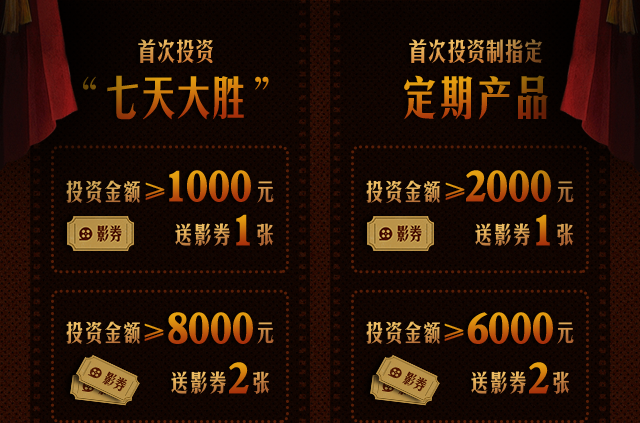 首次投资
“七天大胜”
投资金额≥1000元
影券
送影券1张
投资金额≥8000元
影券
送影券2张
首次投资制指定
定期产品
投资金额≥2000元
影券
送影券1张
投资金额≥6000元
影券
送影券2张